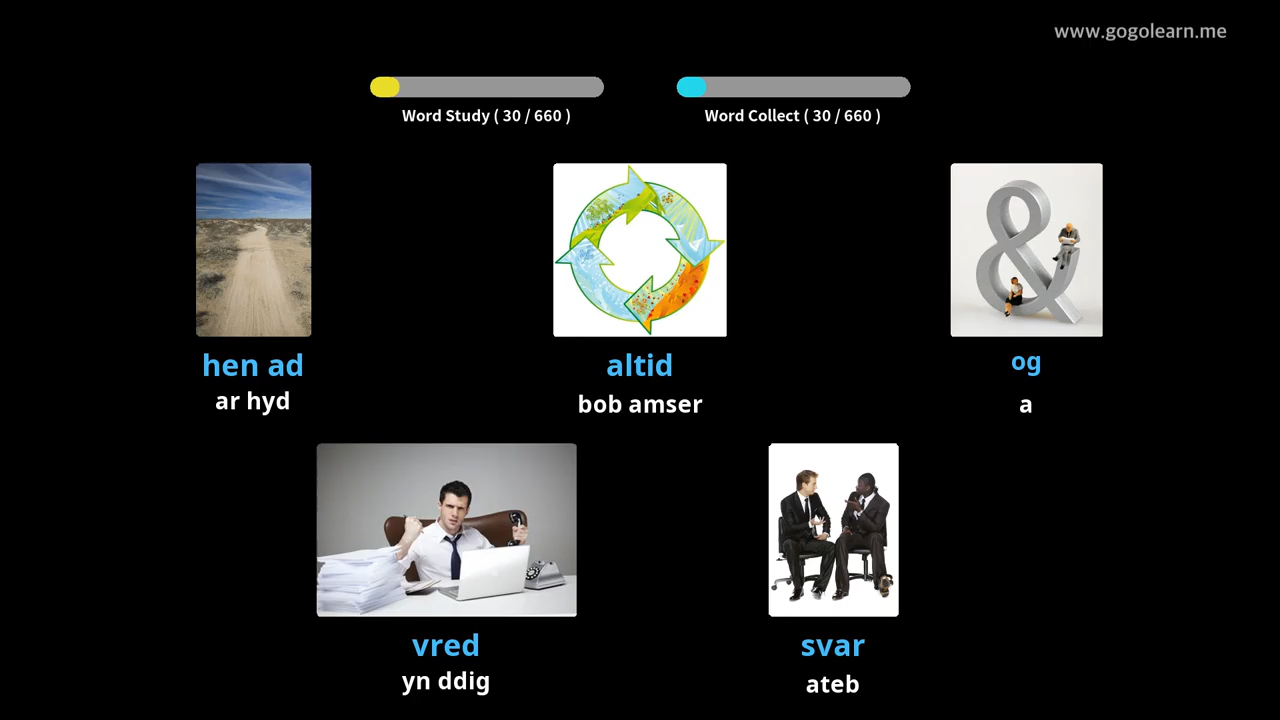 www.gogolearn.me
Word Study ( 30 / 660 )
Word Collect ( 30 / 660 )
hen ad
ar hyd
altid
bob amser
og
a
vred
yn ddig
svar
ateb